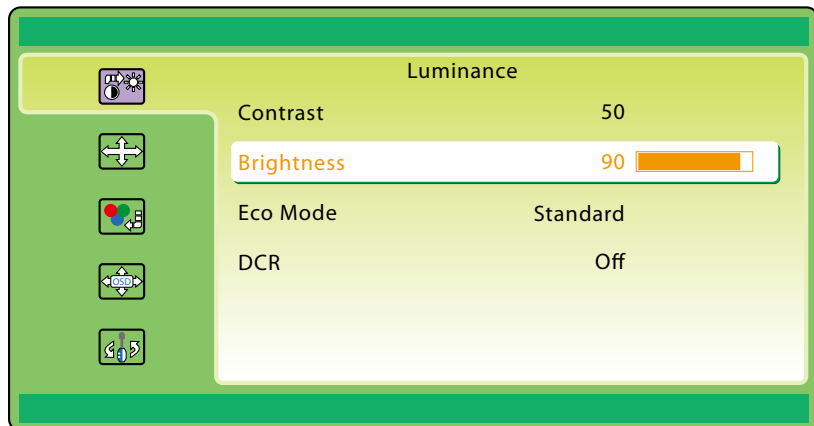 Luminance
Contrast 50
Brightness 90
Eco Mode Standard
DCR Off
OSD